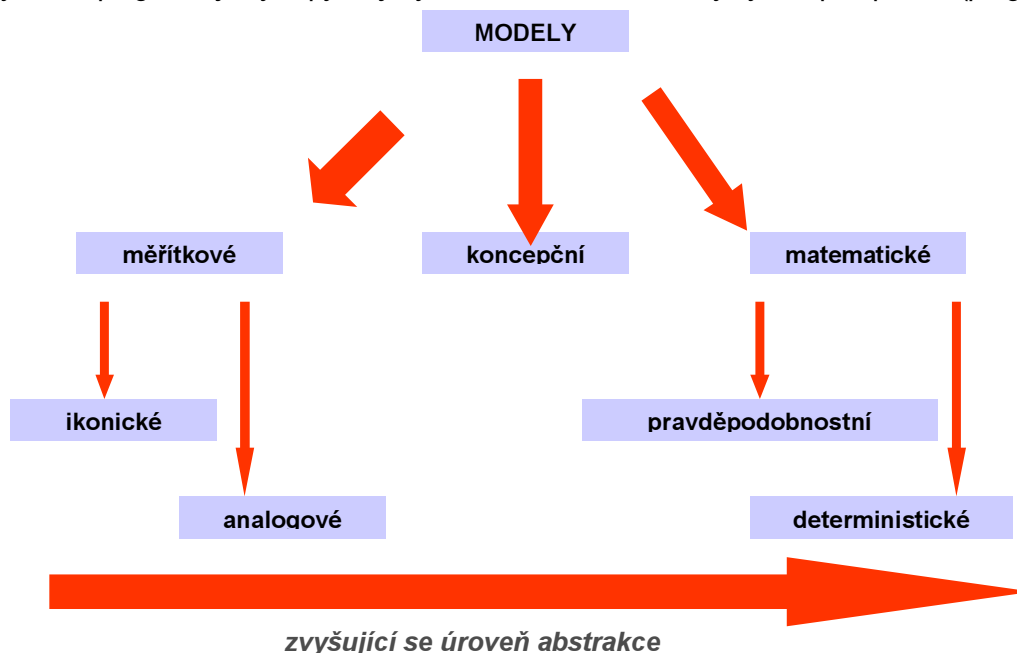 MODELY
měřítkové
koncepční
matematické
ikonické
pravděpodobnostní
analogové
deterministické
zvyšující se úroveň abstrakce